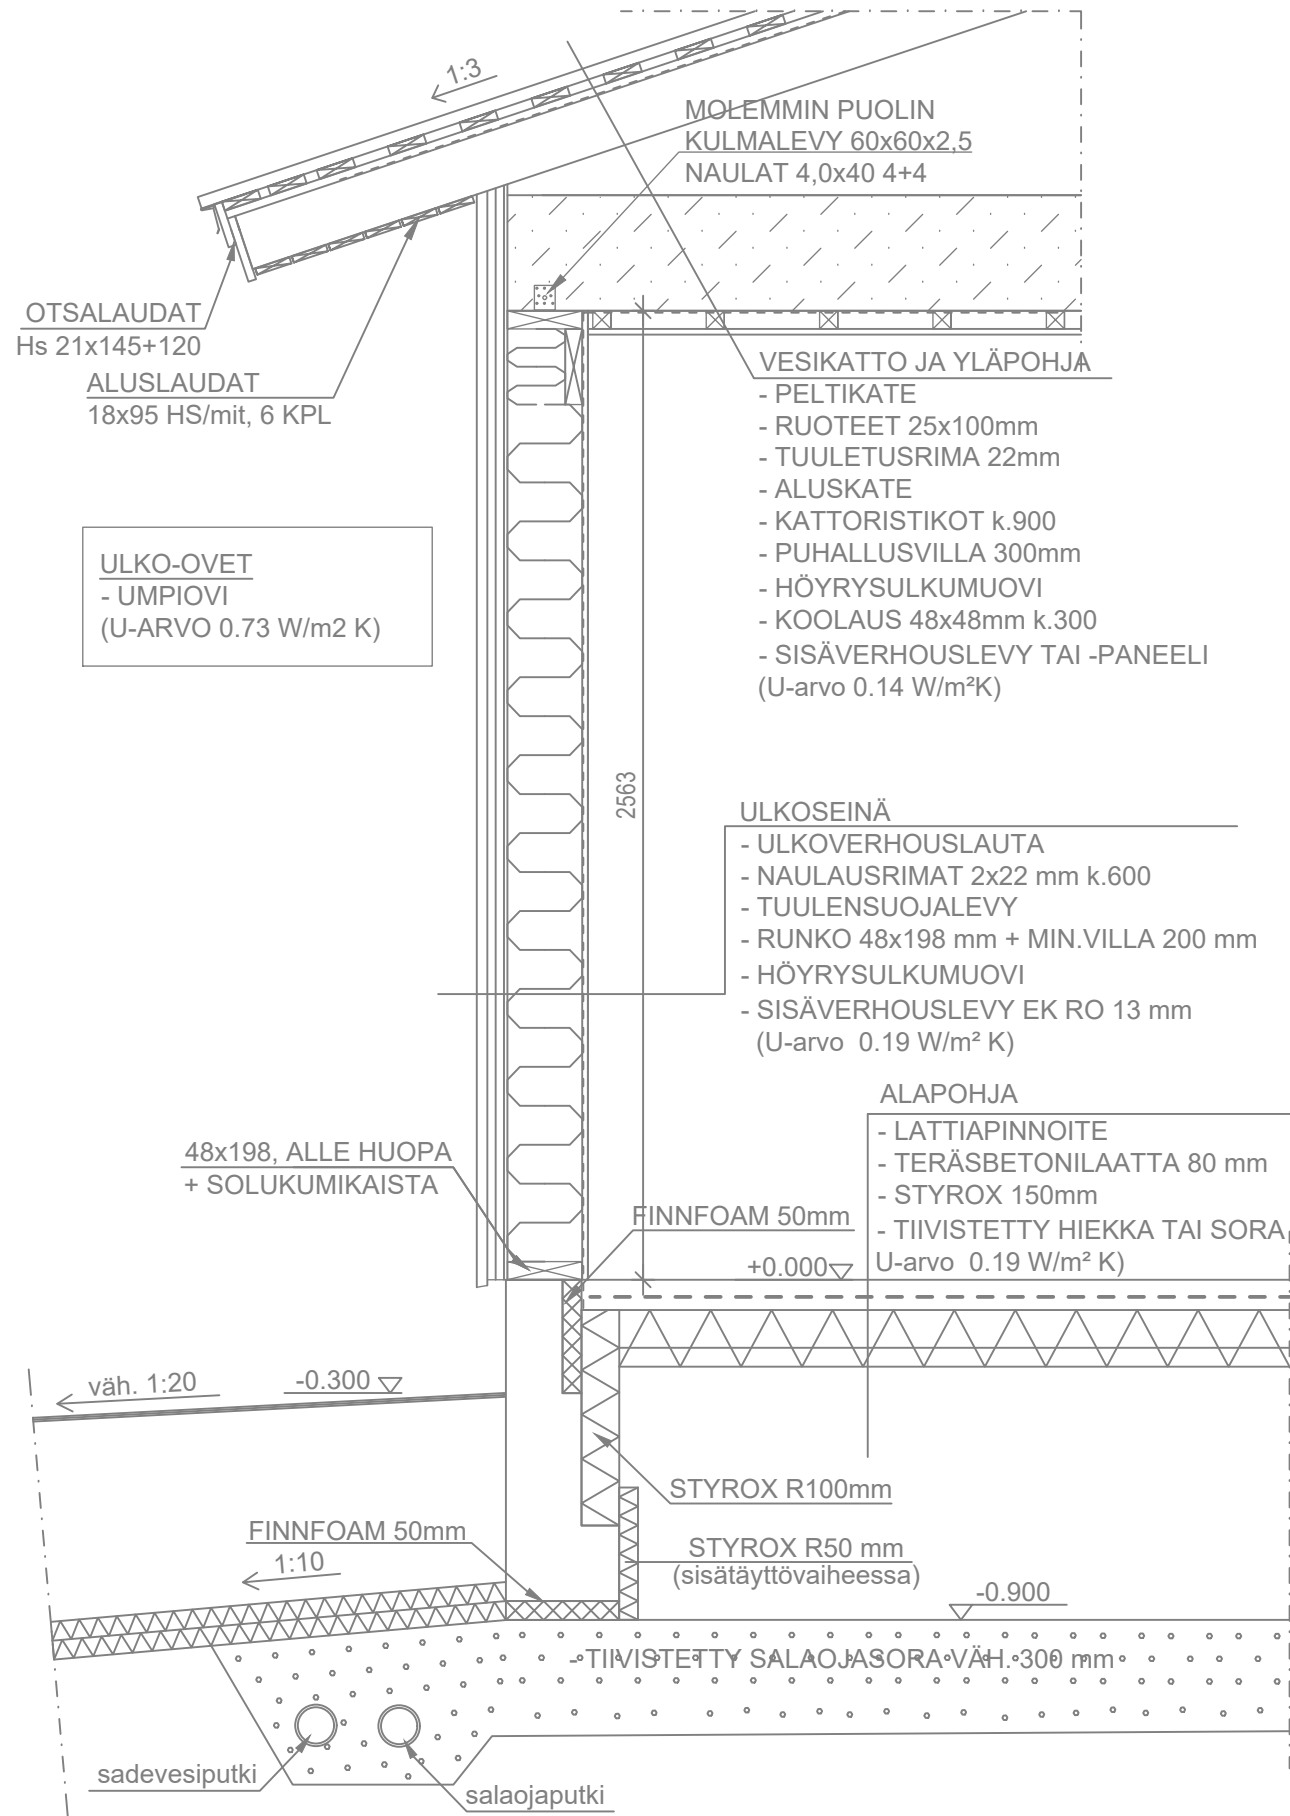 1:3
MOLEMMIN PUOLIN
KULMALEVY 60x60x2,5
NAULAT 4,0x40 4+4
OTSALAUDAT
Hs 21x145+120
ALUSLAUDAT
18x95 HS/mit, 6 KPL
VESIKATTO JA YLÄPOHJA
- PELTIKATE
- RUOTEET 25x100mm
- TUULETUSRIMA 22mm
- ALUSKATE
- KATTORISTIKOT k.900
- PUHALLUSVILLA 300mm
- HÖYRYSULKUMUOVI
- KOOLAUS 48x48mm k.300
- SISÄVERHOUSLEVY TAI -PANEELI
(U-arvo 0.14 W/m²K)
ULKO-OVET
- UMPIOVI
(U-ARVO 0.73 W/m2 K)
2563
ULKOSEINÄ
- ULKOVERHOUSLAUTA
- NAULAUSRIMAT 2x22 mm k.600
- TUULENSUOJALEVY
- RUNKO 48x198 mm + MIN.VILLA 200 mm
- HÖYRYSULKUMUOVI
- SISÄVERHOUSLEVY EK RO 13 mm
(U-arvo 0.19 W/m² K)
ALAPOHJA
- LATTIAPINNOITE
- TERÄSBETONILAATTA 80 mm
- STYROX 150mm
- TIIVISTETTY HIEKKA TAI SORA
U-arvo 0.19 W/m² K)
48x198, ALLE HUOPA
+ SOLUKUMIKAISTA
FINNFOAM 50mm
+0.000
väh. 1:20
-0.300
STYROX R100mm
FINNFOAM 50mm
1:10
STYROX R50 mm
(sisätäyttövaiheessa)
-0.900
- TIIVISTETTY SALAOJASORA VÄH. 300 mm
sadevesiputki
salaojaputki